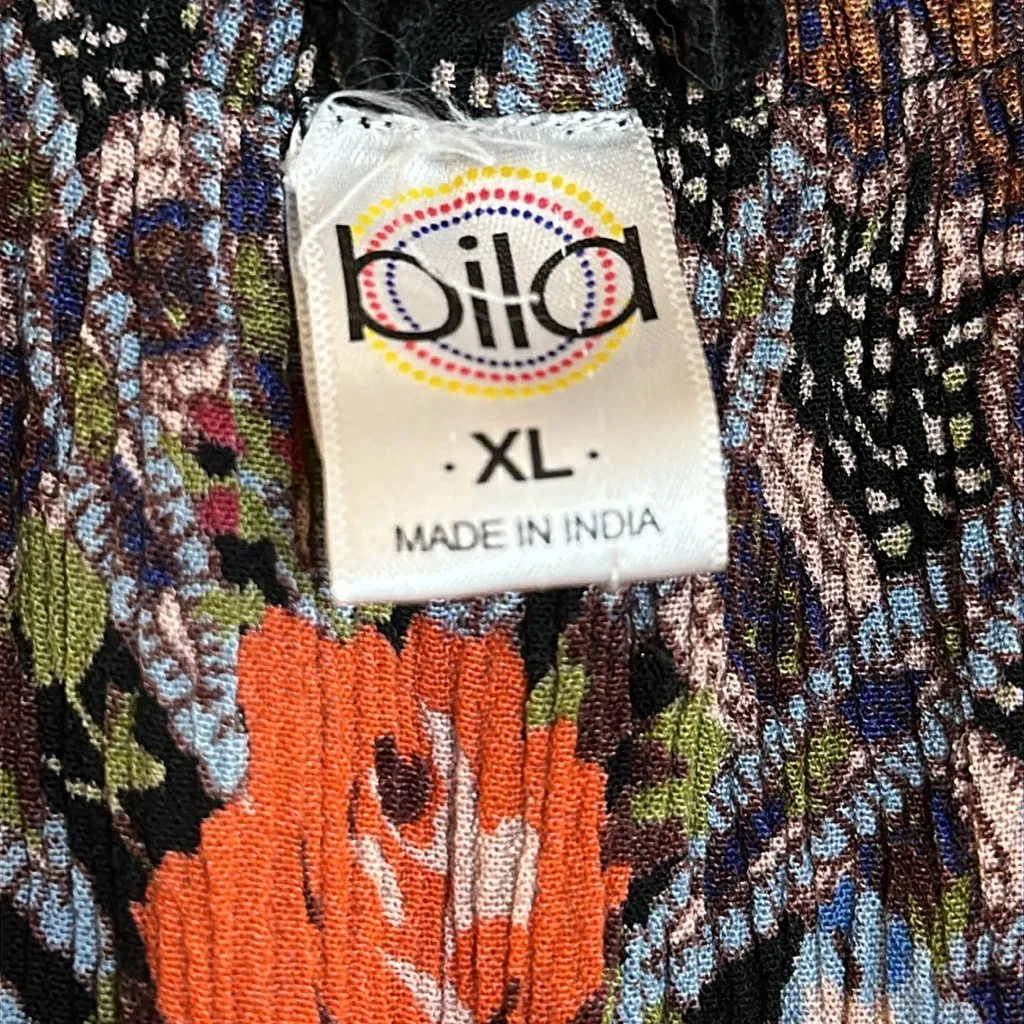 bila
· XL ·
MADE IN INDIA